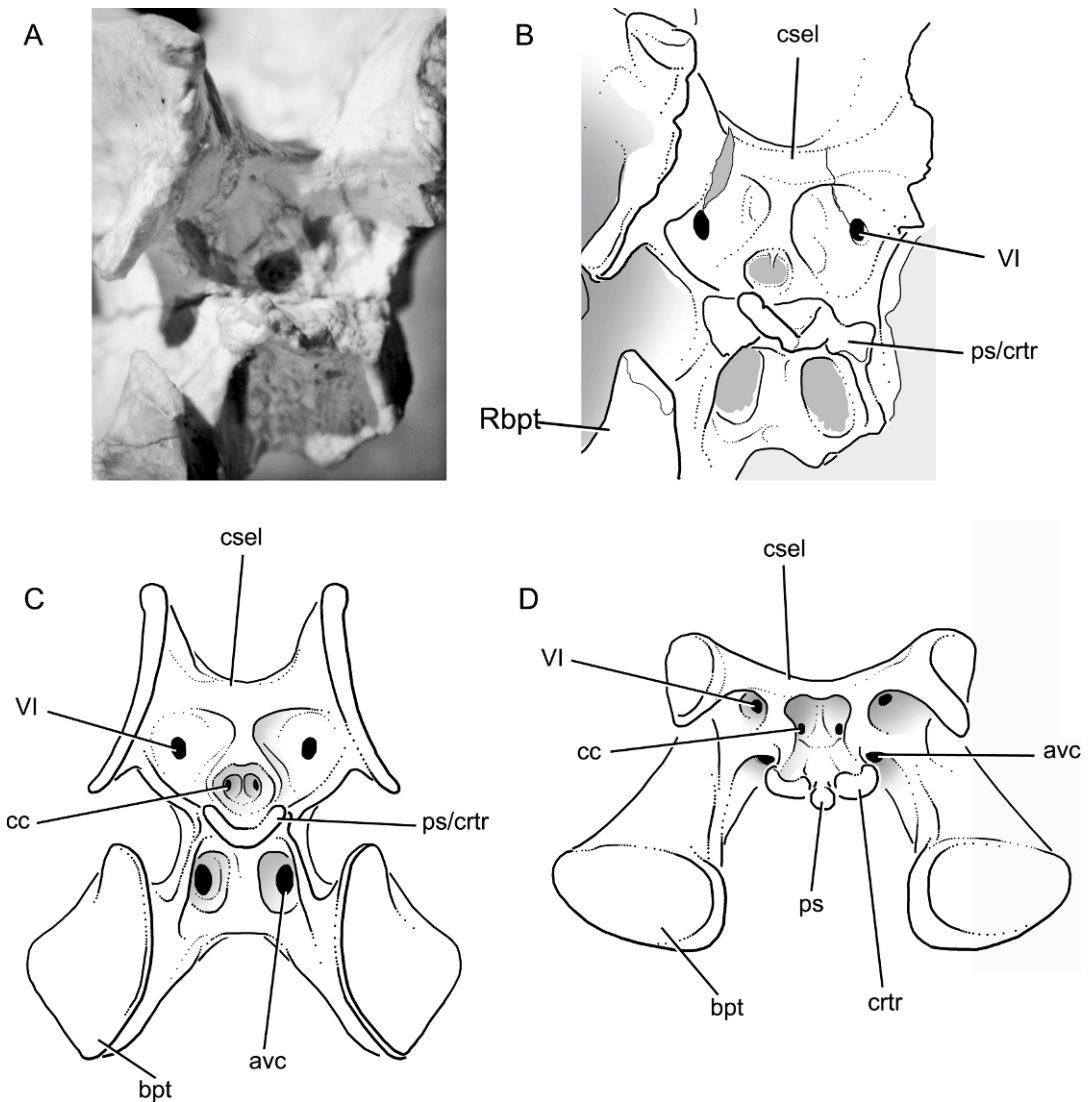 A
B
csel
VI
ps/crtr
Rbpt
csel
C
VI
cc
ps/crtr
avc
bpt
csel
D
VI
cc
avc
ps
bpt
crtr